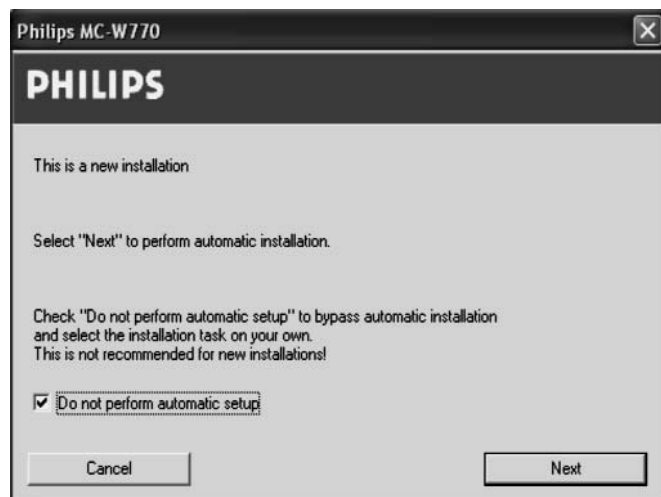 Philips MC-W770
PHILIPS
This is a new installation
Select "Next" to perform automatic installation.
Check "Do not perform automatic setup" to bypass automatic installation
and select the installation task on your own.
This is not recommended for new installations!
Do not perform automatic setup
Cancel
Next